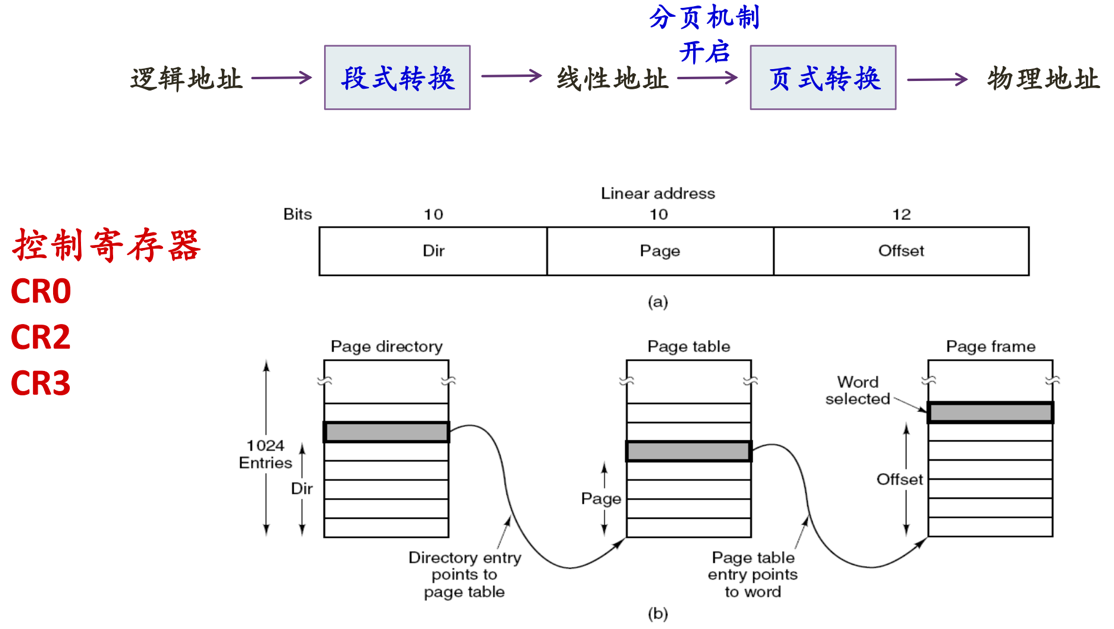 分页机制
开启
逻辑地址 段式转换 线性地址 页式转换 物理地址
控制寄存器
CR0
CR2
CR3
Linear address
Bits 10 10 12
Dir Page Offset
(a)
Page directory Page table Page frame
Word
selected
1024
Entries
Dir
Page
Offset
Directory entry
points to
page table
Page table
entry points
to word
(b)